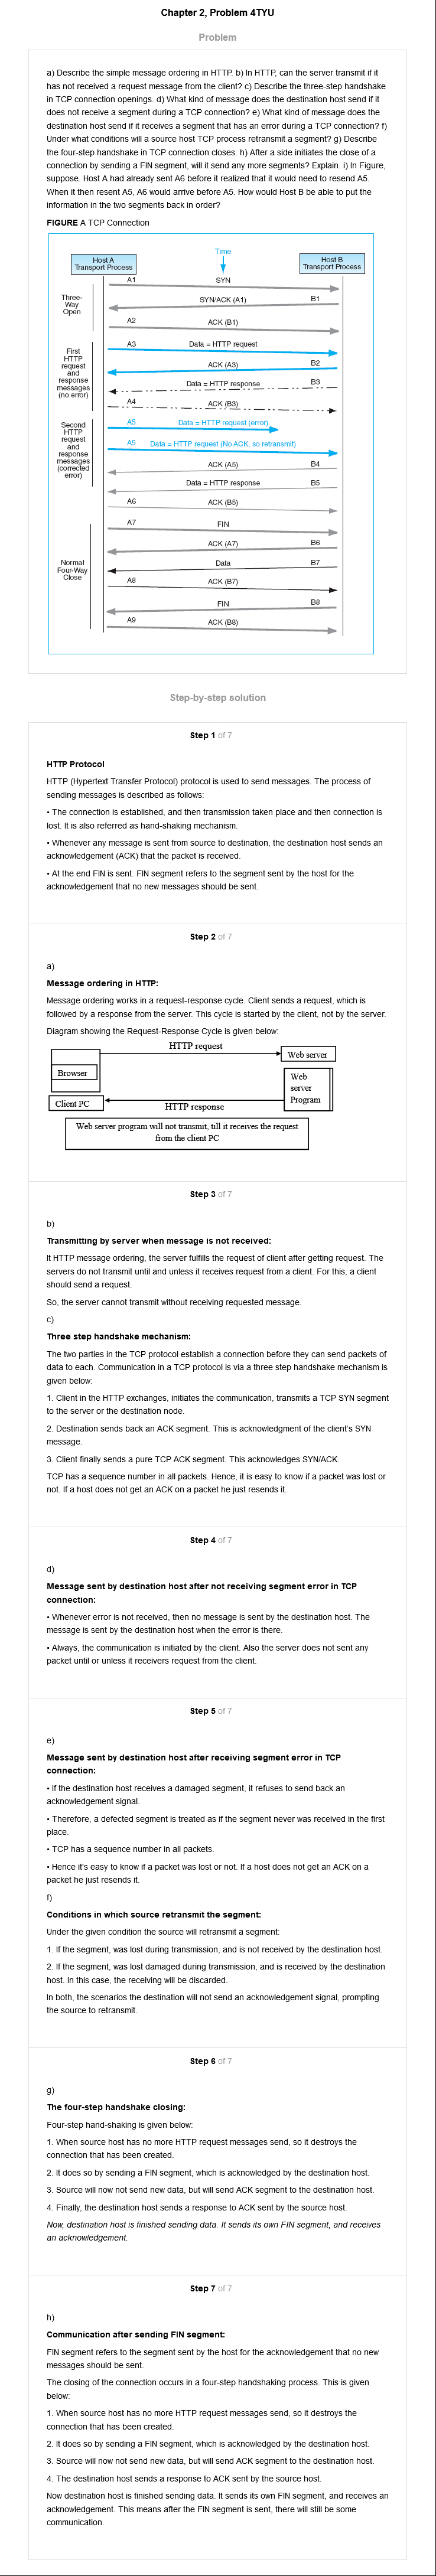 Chapter 2, Problem 4TYU
Problem
a) Describe the simple message ordering in HTTP. b) In HTTP, can the server transmit if it
has not received a request message from the client? c) Describe the three-step handshake
in TCP connection openings. d) What kind of message does the destination host send if it
does not receive a segment during a TCP connection? e) What kind of message does the
destination host send if it receives a segment that has an error during a TCP connection? f)
Under what conditions will a source host TCP process retransmit a segment? g) Describe
the four-step handshake in TCP connection closes. h) After a side initiates the close of a
connection by sending a FIN segment, will it send any more segments? Explain. i) In Figure,
suppose. Host A had already sent A6 before it realized that it would need to resend A5.
When it then resent A5, A6 would arrive before A5. How would Host B be able to put the
information in the two segments back in order?
FIGURE A TCP Connection
Time
Host A
Transport Process
Host B
Transport Process
A1 SYN
Three-
Way
Open
SYN/ACK (A1) B1
A2 ACK (B1)
First
HTTP
request
and
response
messages
(no error)
A3 Data = HTTP request
ACK (A3) B2
Data = HTTP response B3
A4 ACK (B3)
Second
HTTP
request
and
response
messages
(corrected
error)
A5 Data = HTTP request (error)
A5 Data = HTTP request (No ACK, so retransmit)
ACK (A5) B4
Data = HTTP response B5
A6 ACK (B5)
Normal
Four-Way
Close
A7 FIN
ACK (A7) B6
Data B7
A8 ACK (B7)
FIN B8
A9 ACK (B8)
Step-by-step solution
Step 1 of 7
HTTP Protocol
HTTP (Hypertext Transfer Protocol) protocol is used to send messages. The process of
sending messages is described as follows:
• The connection is established, and then transmission taken place and then connection is
lost. It is also referred as hand-shaking mechanism.
• Whenever any message is sent from source to destination, the destination host sends an
acknowledgement (ACK) that the packet is received.
• At the end FIN is sent. FIN segment refers to the segment sent by the host for the
acknowledgement that no new messages should be sent.
Step 2 of 7
a)
Message ordering in HTTP:
Message ordering works in a request-response cycle. Client sends a request, which is
followed by a response from the server. This cycle is started by the client, not by the server.
Diagram showing the Request-Response Cycle is given below:
HTTP request
Web server
Browser
Web
server
Program
Client PC
HTTP response
Web server program will not transmit, till it receives the request
from the client PC
Step 3 of 7
b)
Transmitting by server when message is not received:
It HTTP message ordering, the server fulfills the request of client after getting request. The
servers do not transmit until and unless it receives request from a client. For this, a client
should send a request.
So, the server cannot transmit without receiving requested message.
c)
Three step handshake mechanism:
The two parties in the TCP protocol establish a connection before they can send packets of
data to each. Communication in a TCP protocol is via a three step handshake mechanism is
given below:
1. Client in the HTTP exchanges, initiates the communication, transmits a TCP SYN segment
to the server or the destination node.
2. Destination sends back an ACK segment. This is acknowledgment of the client's SYN
message.
3. Client finally sends a pure TCP ACK segment. This acknowledges SYN/ACK.
TCP has a sequence number in all packets. Hence, it is easy to know if a packet was lost or
not. If a host does not get an ACK on a packet he just resends it.
Step 4 of 7
d)
Message sent by destination host after not receiving segment error in TCP
connection:
• Whenever error is not received, then no message is sent by the destination host. The
message is sent by the destination host when the error is there.
• Always, the communication is initiated by the client. Also the server does not sent any
packet until or unless it receivers request from the client.
Step 5 of 7
e)
Message sent by destination host after receiving segment error in TCP
connection:
• If the destination host receives a damaged segment, it refuses to send back an
acknowledgement signal.
• Therefore, a defected segment is treated as if the segment never was received in the first
place.
• TCP has a sequence number in all packets.
• Hence it's easy to know if a packet was lost or not. If a host does not get an ACK on a
packet he just resends it.
f)
Conditions in which source retransmit the segment:
Under the given condition the source will retransmit a segment:
1. If the segment, was lost during transmission, and is not received by the destination host.
2. If the segment, was lost damaged during transmission, and is received by the destination
host. In this case, the receiving will be discarded.
In both, the scenarios the destination will not send an acknowledgement signal, prompting
the source to retransmit.
Step 6 of 7
g)
The four-step handshake closing:
Four-step hand-shaking is given below:
1. When source host has no more HTTP request messages send, so it destroys the
connection that has been created.
2. It does so by sending a FIN segment, which is acknowledged by the destination host.
3. Source will now not send new data, but will send ACK segment to the destination host.
4. Finally, the destination host sends a response to ACK sent by the source host.
Now, destination host is finished sending data. It sends its own FIN segment, and receives
an acknowledgement.
Step 7 of 7
h)
Communication after sending FIN segment:
FIN segment refers to the segment sent by the host for the acknowledgement that no new
messages should be sent.
The closing of the connection occurs in a four-step handshaking process. This is given
below:
1. When source host has no more HTTP request messages send, so it destroys the
connection that has been created.
2. It does so by sending a FIN segment, which is acknowledged by the destination host.
3. Source will now not send new data, but will send ACK segment to the destination host.
4. The destination host sends a response to ACK sent by the source host.
Now destination host is finished sending data. It sends its own FIN segment, and receives an
acknowledgement. This means after the FIN segment is sent, there will still be some
communication.